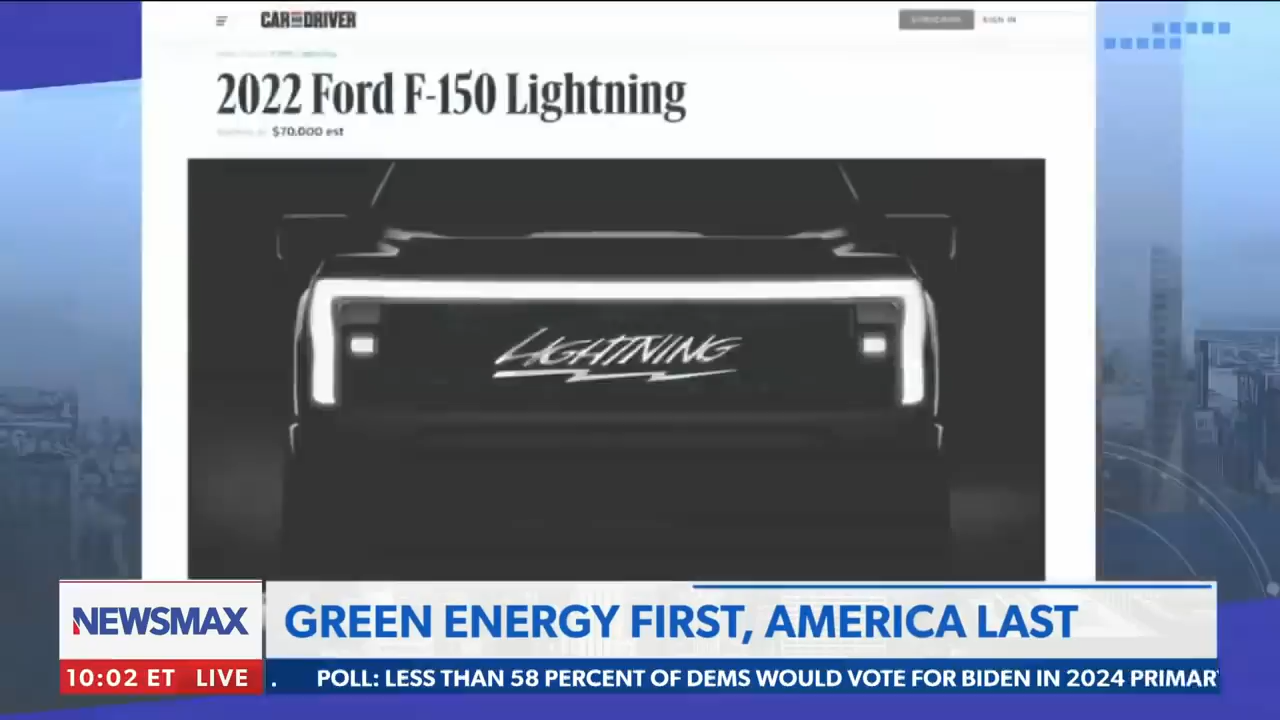 CAR AND DRIVER
SUBSCRIBE SIGN IN
2022 Ford F-150 Lightning
$70,000 est
LIGHTNING
NEWSMAX
GREEN ENERGY FIRST, AMERICA LAST
10:02 ET LIVE
. POLL: LESS THAN 58 PERCENT OF DEMS WOULD VOTE FOR BIDEN IN 2024 PRIMAR